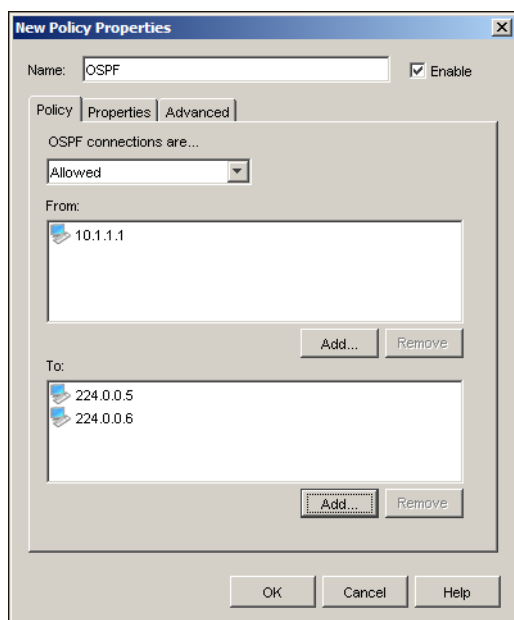 New Policy Properties
Name: OSPF Enable
Policy Properties Advanced
OSPF connections are...
Allowed
From:
10.1.1.1
Add... Remove
To:
224.0.0.5
224.0.0.6
Add... Remove
OK Cancel Help